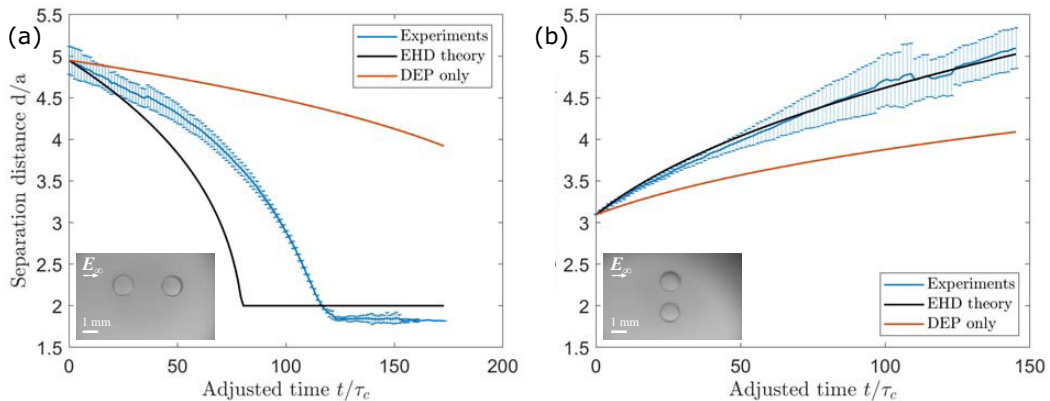 (a)
5.5
5
4.5
4
3.5
3
2.5
2
1.5
Separation distance d/a
Experiments
EHD theory
DEP only
E∞
1 mm
0 50 100 150 200
Adjusted time t/τc
(b)
5.5
5
4.5
4
3.5
3
2.5
2
1.5
E∞
1 mm
Experiments
EHD theory
DEP only
0 50 100 150
Adjusted time t/τc